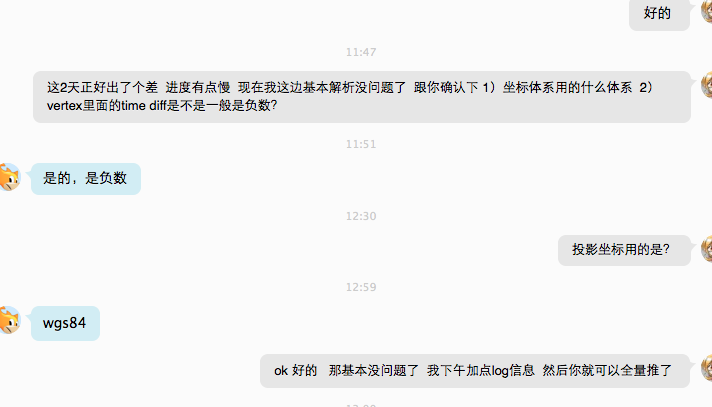 好的
11:47
这2天正好出了个差 进度有点慢 现在我这边基本解析没问题了 跟你确认下 1）坐标体系用的什么体系 2）
vertex里面的time diff是不是一般是负数?
11:51
是的，是负数
12:30
投影坐标用的是?
12:59
wgs84
ok 好的 那基本没问题了 我下午加点log信息 然后你就可以全量推了